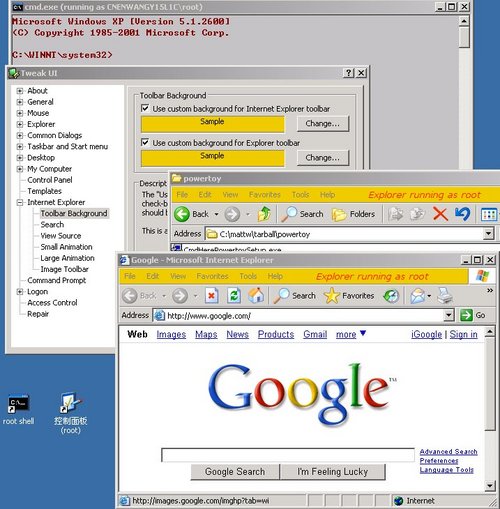 cmd.exe (running as CNENWANGY15L1C\root)
Microsoft Windows XP [Version 5.1.2600]
(C) Copyright 1985-2001 Microsoft Corp.
C:\WINNT\system32>
Tweak UI
About
General
Mouse
Explorer
Common Dialogs
Taskbar and Start menu
Desktop
My Computer
Control Panel
Templates
Internet Explorer
Toolbar Background
Search
View Source
Small Animation
Large Animation
Image Toolbar
Command Prompt
Logon
Access Control
Repair
Toolbar Background
Use custom background for Internet Explorer toolbar
Sample
Change...
Use custom background for Explorer toolbar
Sample
Change...
Descript
The "Us
check-b
should b
This is a
powertoy
File Edit View Favorites Tools Help Explorer running as root
Back Search Folders
Address C:\mattw\tarball\powertoy
CmdHerePowertoySetup.exe
Google - Microsoft Internet Explorer
File Edit View Favorites Tools Help Explorer running as root
Back Search Favorites
Address http://www.google.com/ Go
Web Images Maps News Products Gmail more ▼ iGoogle | Sign in
Google™
Advanced Search
Preferences
Language Tools
Google Search I'm Feeling Lucky
http://images.google.com/imghp?tab=wi Internet
root shell
控制面板
(root)